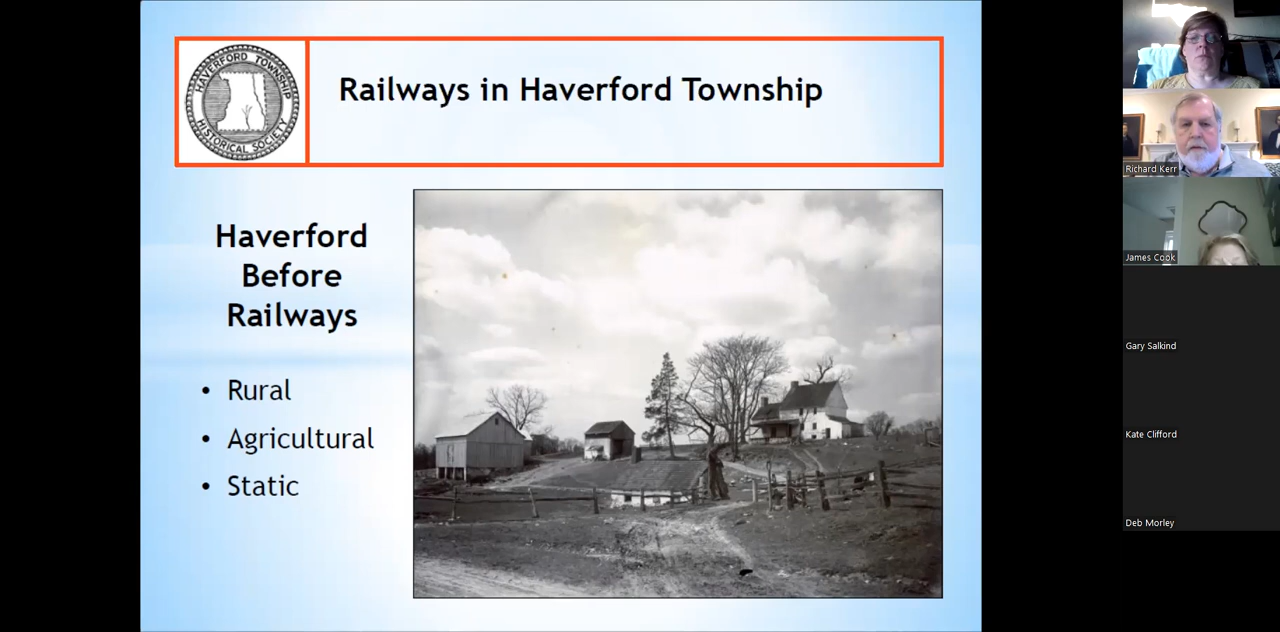 HAVERFORD TOWNSHIP
HISTORICAL SOCIETY
Railways in Haverford Township
Haverford
Before
Railways
• Rural
• Agricultural
• Static
Richard Kerr
James Cook
Gary Salkind
Kate Clifford
Deb Morley